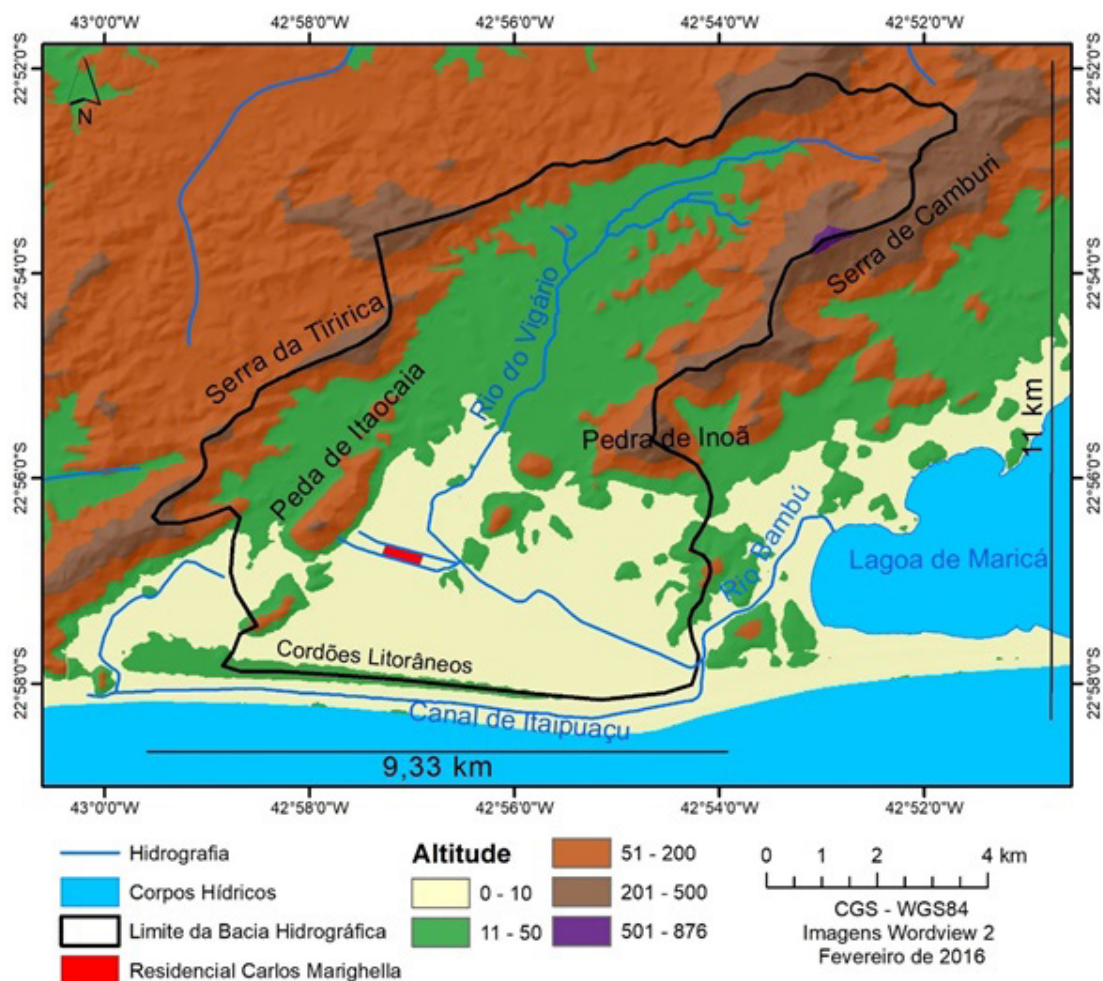 43°0'0"W 42°58'0"W 42°56'0"W 42°54'0"W 42°52'0"W
22°52'0"S
22°52'0"S
N
Serra de Camburi
22°54'0"S
22°54'0"S
Serra da Tiririca
Rio do Vigário
Peda de Itaocaia
Pedra de Inoã
11 km
22°56'0"S
22°56'0"S
Rio Bambú
Lagoa de Maricá
Cordões Litorâneos
22°58'0"S
22°58'0"S
Canal de Itaipuaçu
9,33 km
43°0'0"W 42°58'0"W 42°56'0"W 42°54'0"W 42°52'0"W
Hidrografia
Corpos Hídricos
Limite da Bacia Hidrográfica
Residencial Carlos Marighella
Altitude
0 - 10
11 - 50
51 - 200
201 - 500
501 - 876
0 1 2 4 km
CGS - WGS84
Imagens Wordview 2
Fevereiro de 2016